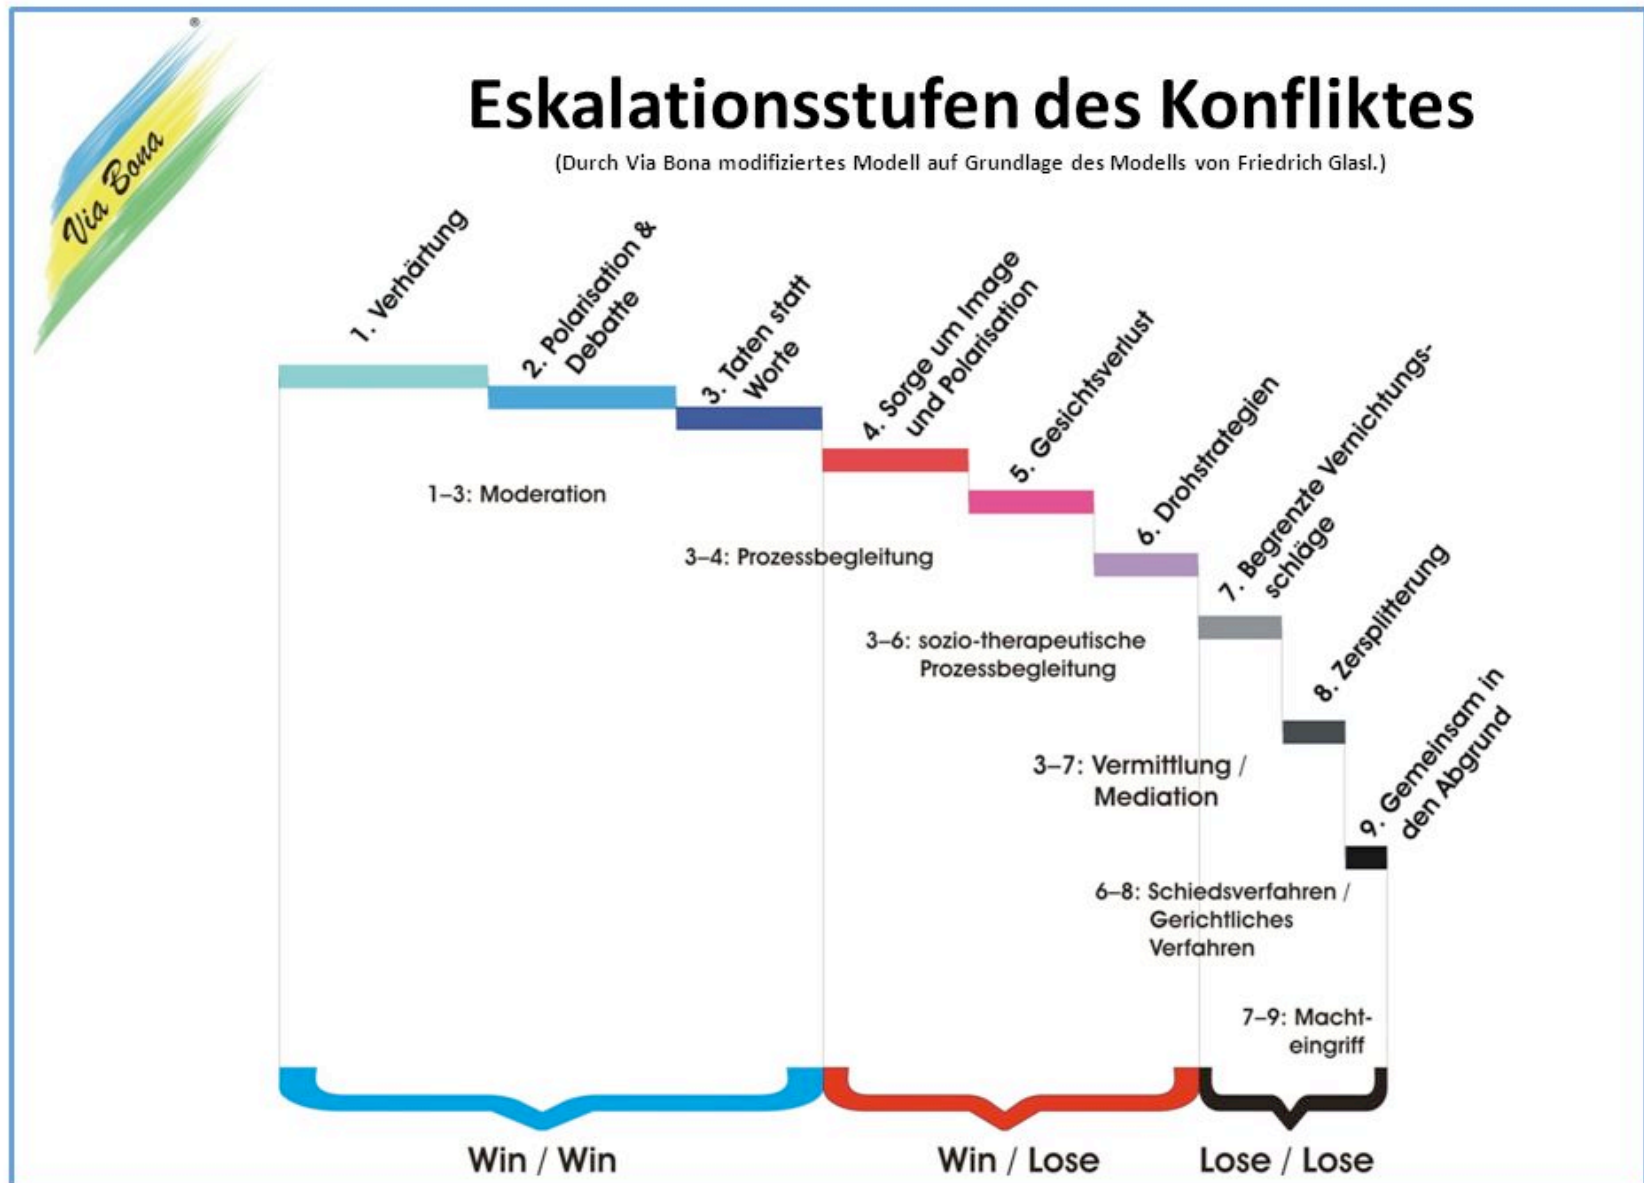 ®
Via Bona
Eskalationsstufen des Konfliktes
(Durch Via Bona modifiziertes Modell auf Grundlage des Modells von Friedrich Glasl.)
1. Verhärtung
2. Polarisation &
Debatte
3. Taten statt
Worte
4. Sorge um Image
und Polarisation
5. Gesichtsverlust
6. Drohstrategien
7. Begrenzte Vernichtungs-
schläge
8. Zersplitterung
9. Gemeinsam in
den Abgrund
1–3: Moderation
3–4: Prozessbegleitung
3–6: sozio-therapeutische
Prozessbegleitung
3–7: Vermittlung /
Mediation
6–8: Schiedsverfahren /
Gerichtliches
Verfahren
7–9: Macht-
eingriff
Win / Win
Win / Lose
Lose / Lose